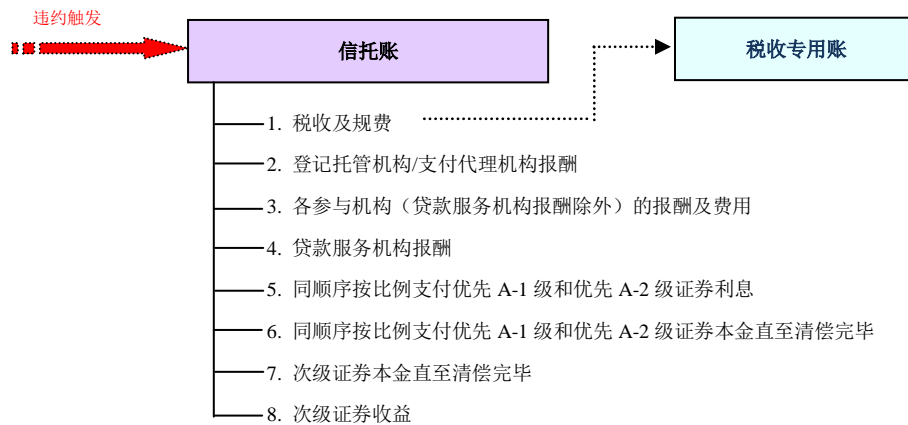 违约触发
信托账
税收专用账
1. 税收及规费
2. 登记托管机构/支付代理机构报酬
3. 各参与机构（贷款服务机构报酬除外）的报酬及费用
4. 贷款服务机构报酬
5. 同顺序按比例支付优先 A-1 级和优先 A-2 级证券利息
6. 同顺序按比例支付优先 A-1 级和优先 A-2 级证券本金直至清偿完毕
7. 次级证券本金直至清偿完毕
8. 次级证券收益